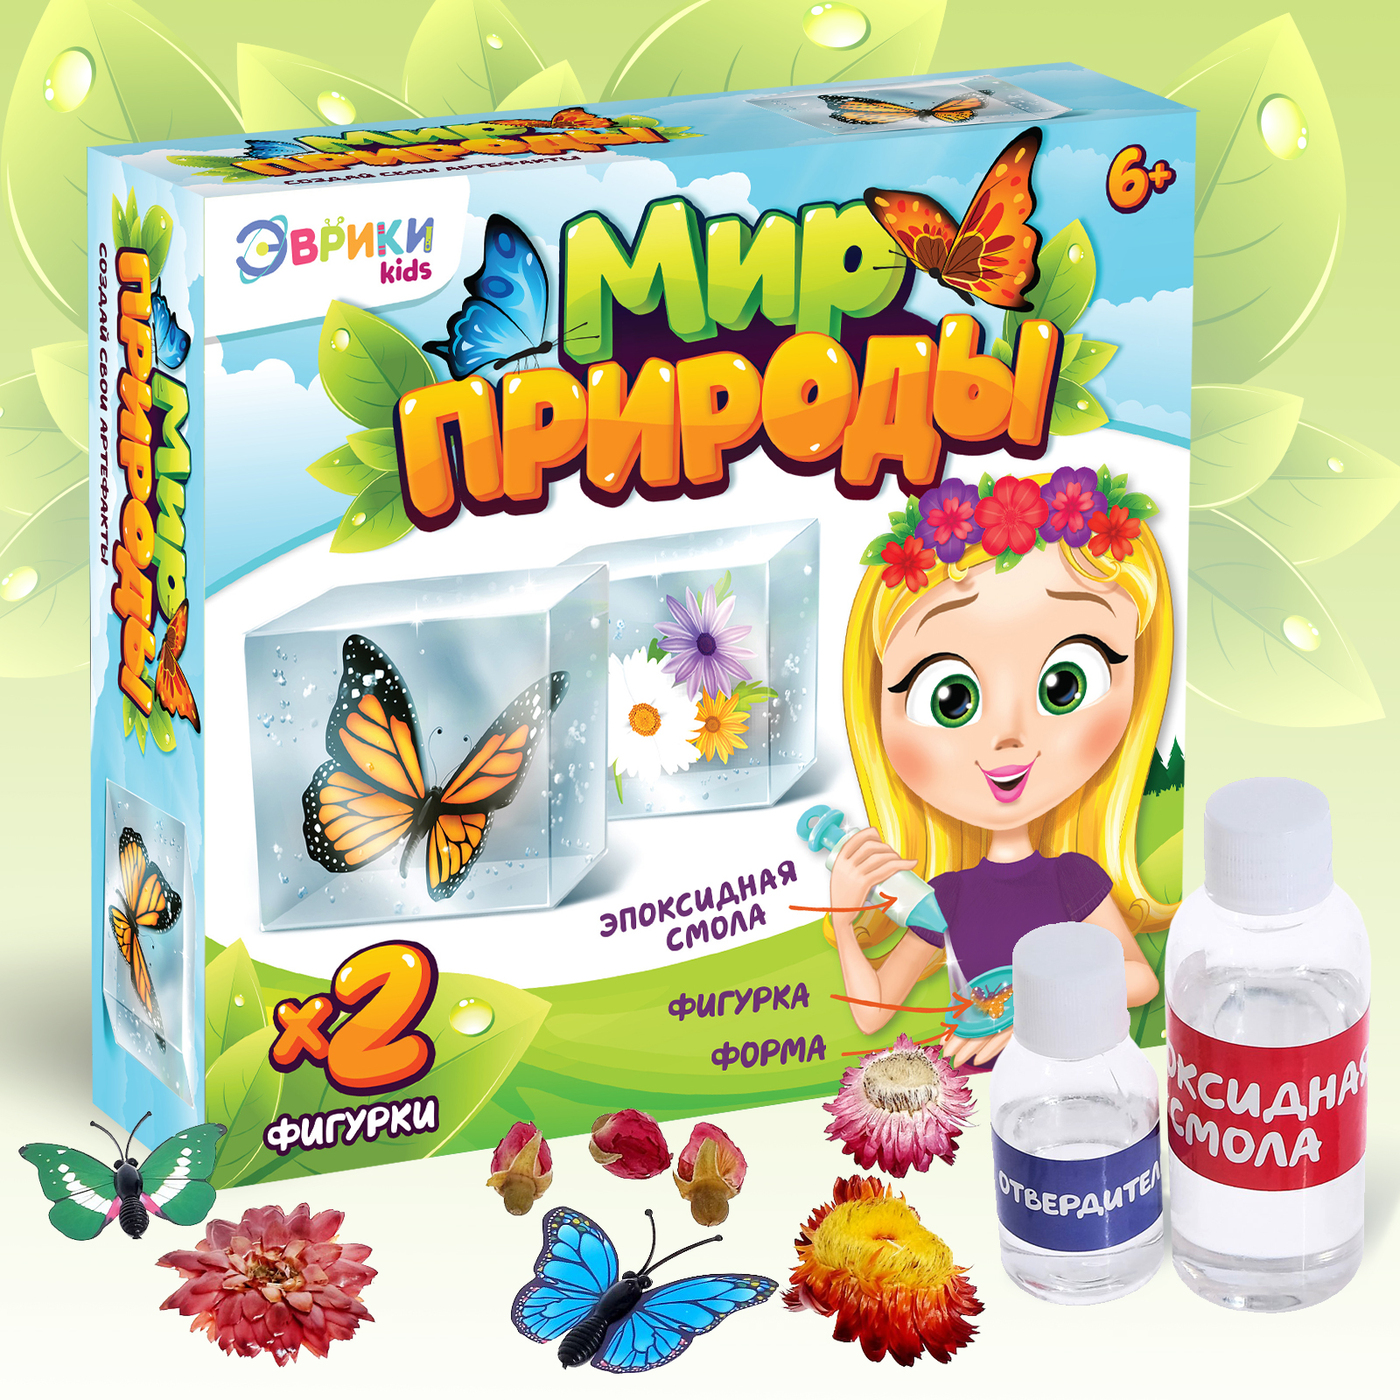 Мир
ПРИРОДЫ
СОЗДАЙ СВОИ АРТЕФАКТЫ
Мир
ПРИРОДЫ
СОЗДАЙ СВОИ АРТЕФАКТЫ
ЭВРИКИ
kids
Мир
ПРИРОДЫ
6+
ЭПОКСИДНАЯ
СМОЛА
ФИГУРКА
ФОРМА
x2
ФИГУРКИ
ОТВЕРДИТЕЛ
ОКСИДНАЯ
СМОЛА